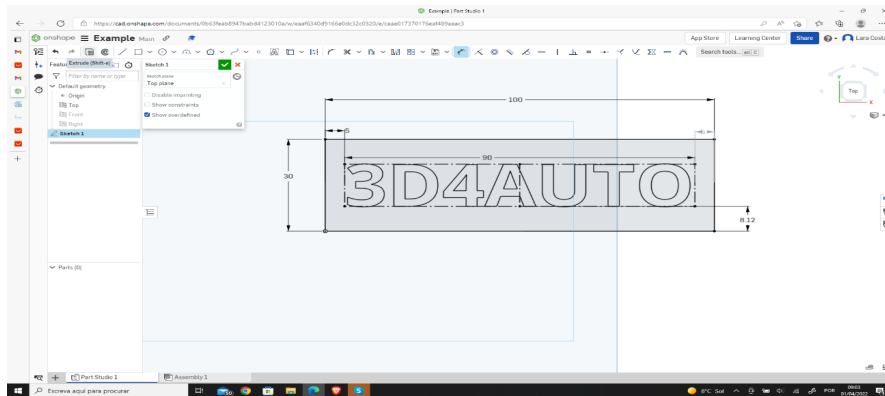 Example | Part Studio 1
https://cad.onshape.com/documents/
onshape Example Main
App Store Learning Center Share Lara Costa
Search tools...
Extrude (Shift-e)
Filter by name or type
Default geometry
Origin
Top
Front
Right
Sketch 1
Sketch 1
Sketch plane
Top plane
Disable imprinting
Show constraints
Show overdefined
100
5
90
30
3D4AUTO
8.12
Top
Y
X
Parts (0)
Part Studio 1 Assembly 1
Escreva aqui para procurar
8°C Sol
POR
09:03
01/04/2022